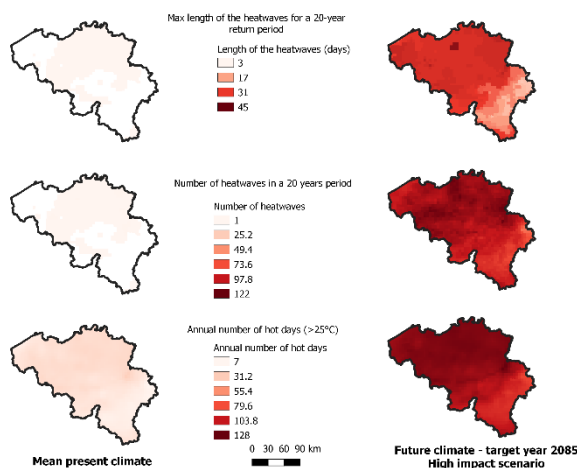 Max length of the heatwaves for a 20-year
return period
Length of the heatwaves (days)
3
17
31
45
Number of heatwaves in a 20 years period
Number of heatwaves
1
25.2
49.4
73.6
97.8
122
Annual number of hot days (>25°C)
Annual number of hot days
7
31.2
55.4
79.6
103.8
128
0 30 60 90 km
Mean present climate
Future climate - target year 2085
High impact scenario